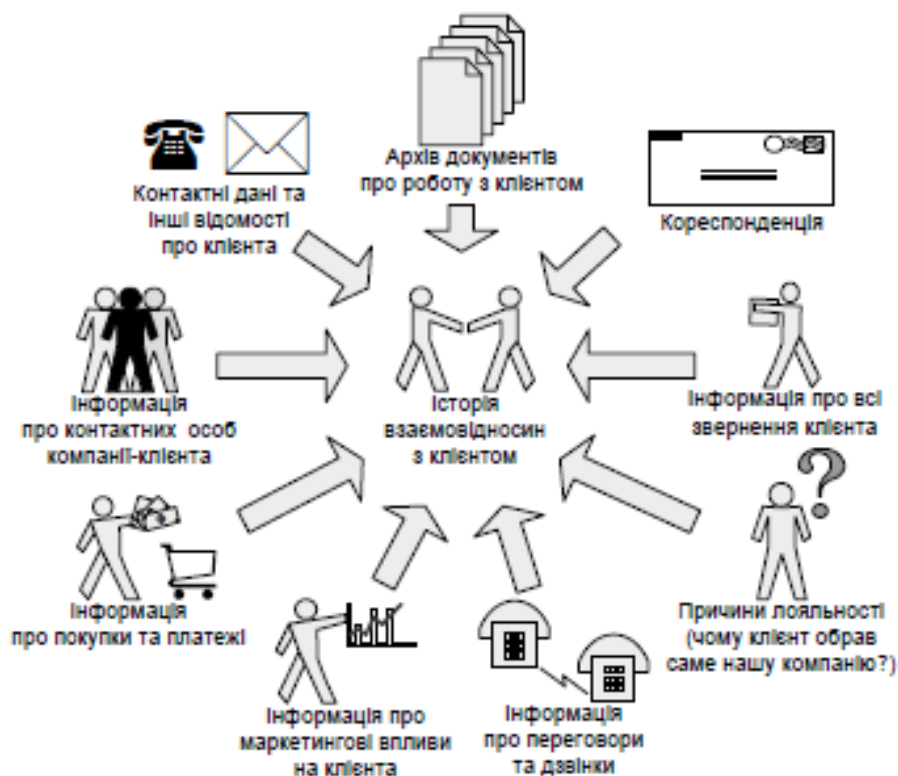 Архів документів
про роботу з клієнтом
Контактні дані та
інші відомості
про клієнта
Кореспонденція
Інформація
про контактних особ
компанії-клієнта
Історія
взаємовідносин
з клієнтом
Інформація про всі
звернення клієнта
Інформація
про покупки та платежі
Причини лояльності
(чому клієнт обрав
саме нашу компанію?)
Інформація про
маркетингові впливи
на клієнта
Інформація
про переговори
та дзвінки